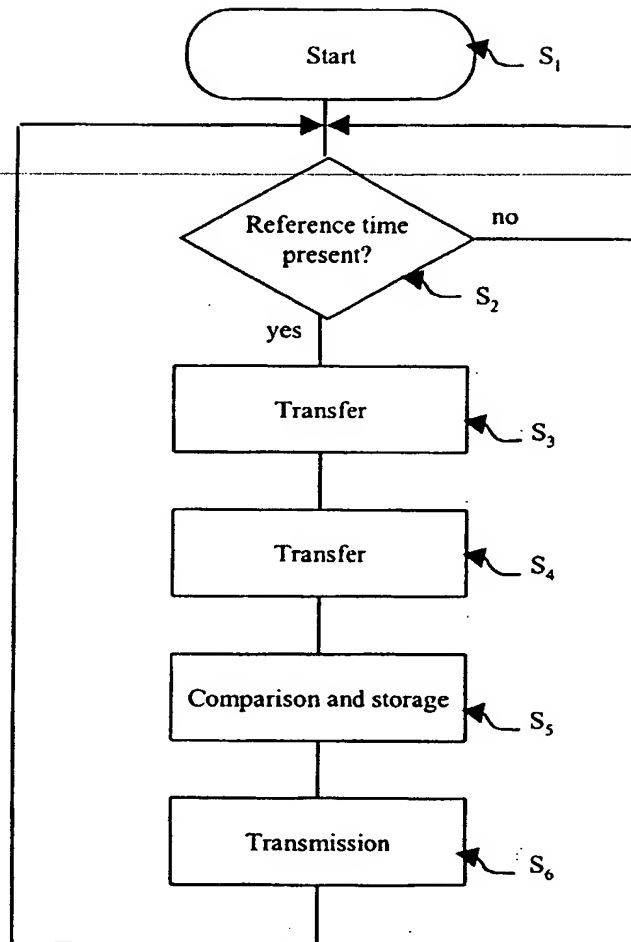 Start
S₁
Reference time
present?
no
S₂
yes
Transfer
S₃
Transfer
S₄
Comparison and storage
S₅
Transmission
S₆